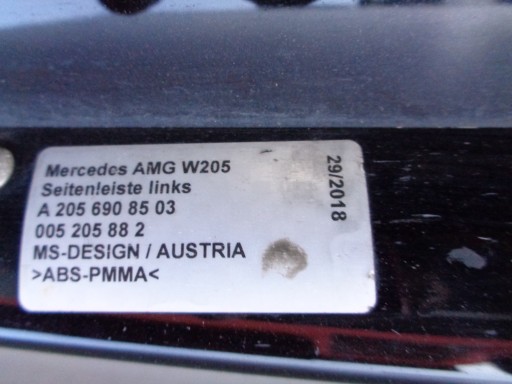 Mercedes AMG W205
Seitenleiste links
A 205 690 85 03
005 205 88 2
MS-DESIGN / AUSTRIA
>ABS-PMMA<
29/2018